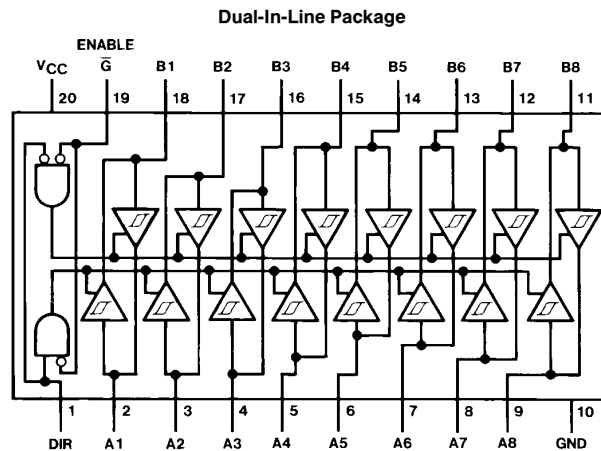 Dual-In-Line Package
ENABLE
VCC G B1 B2 B3 B4 B5 B6 B7 B8
20 19 18 17 16 15 14 13 12 11
1 2 3 4 5 6 7 8 9 10
DIR A1 A2 A3 A4 A5 A6 A7 A8 GND